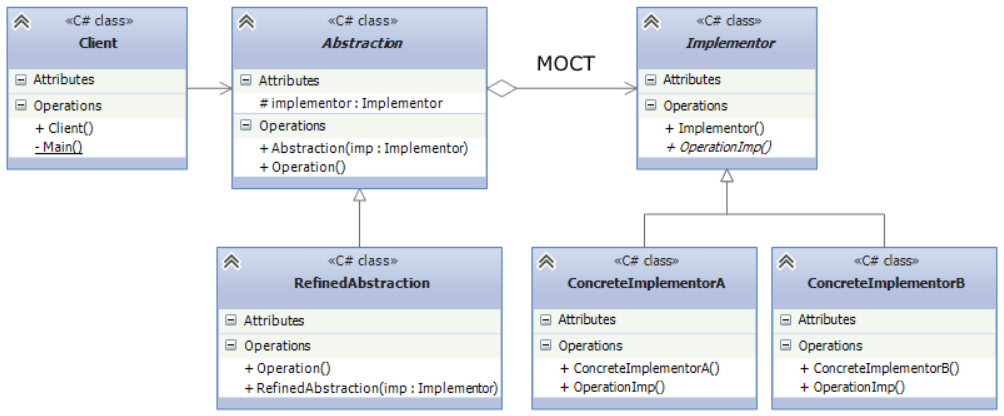 «C# class»
Client
Attributes
Operations
+ Client()
- Main()
«C# class»
Abstraction
Attributes
# implementor : Implementor
Operations
+ Abstraction(imp : Implementor)
+ Operation()
МОСТ
«C# class»
Implementor
Attributes
Operations
+ Implementor()
+ OperationImp()
«C# class»
RefinedAbstraction
Attributes
Operations
+ Operation()
+ RefinedAbstraction(imp : Implementor)
«C# class»
ConcreteImplementorA
Attributes
Operations
+ ConcreteImplementorA()
+ OperationImp()
«C# class»
ConcreteImplementorB
Attributes
Operations
+ ConcreteImplementorB()
+ OperationImp()